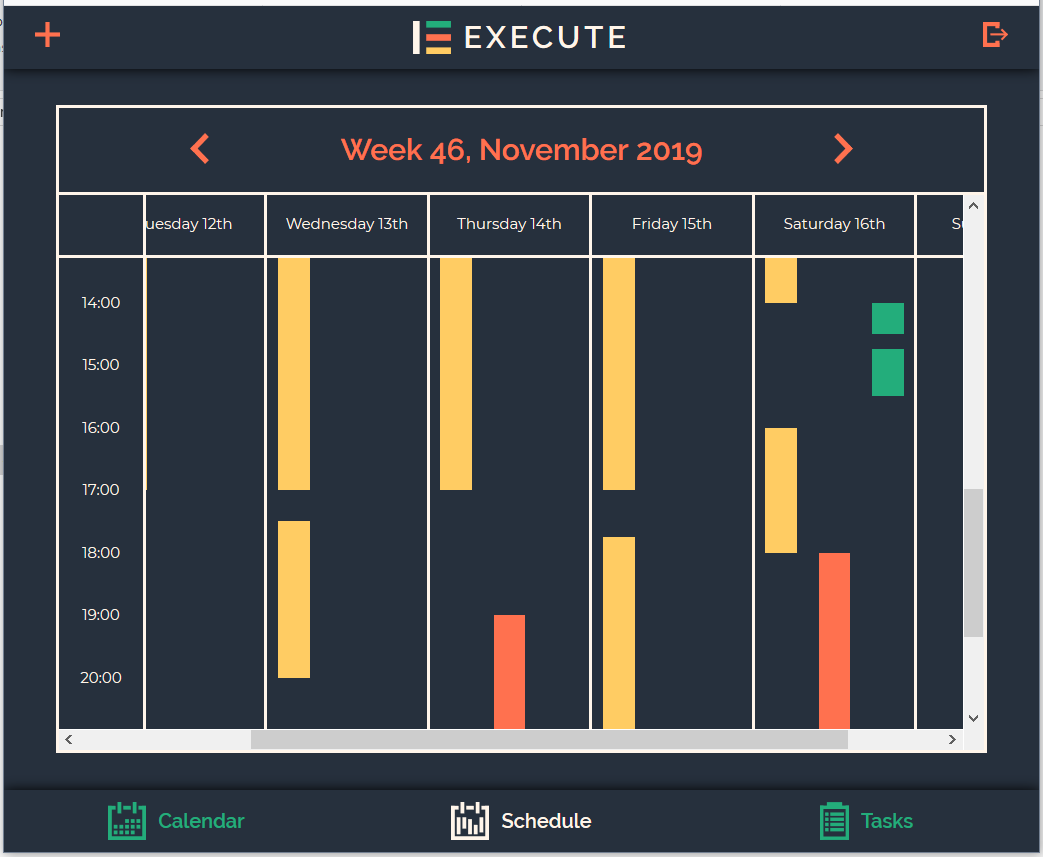 EXECUTE
Week 46, November 2019
uesday 12th Wednesday 13th Thursday 14th Friday 15th Saturday 16th
14:00
15:00
16:00
17:00
18:00
19:00
20:00
Calendar Schedule Tasks